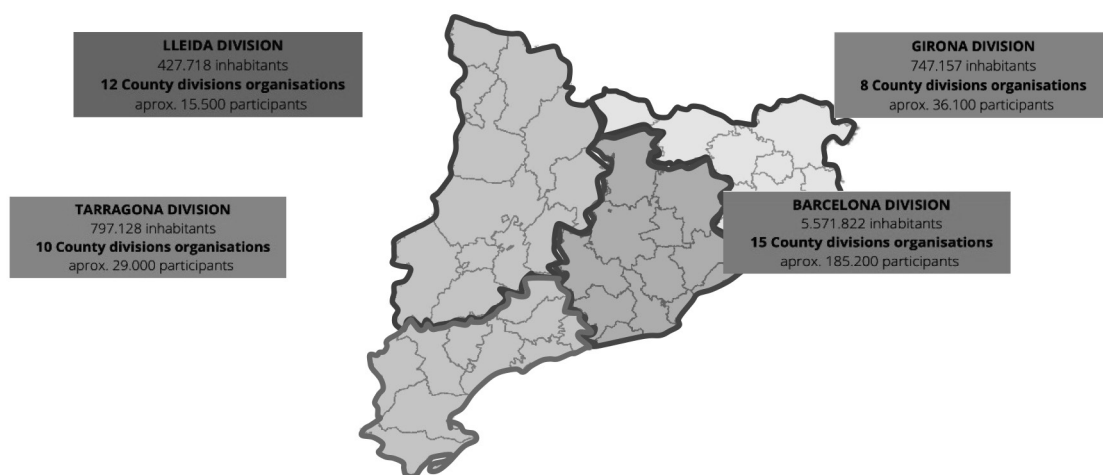 LLEIDA DIVISION
427.718 inhabitants
12 County divisions organisations
aprox. 15.500 participants
GIRONA DIVISION
747.157 inhabitants
8 County divisions organisations
aprox. 36.100 participants
TARRAGONA DIVISION
797.128 inhabitants
10 County divisions organisations
aprox. 29.000 participants
BARCELONA DIVISION
5.571.822 inhabitants
15 County divisions organisations
aprox. 185.200 participants